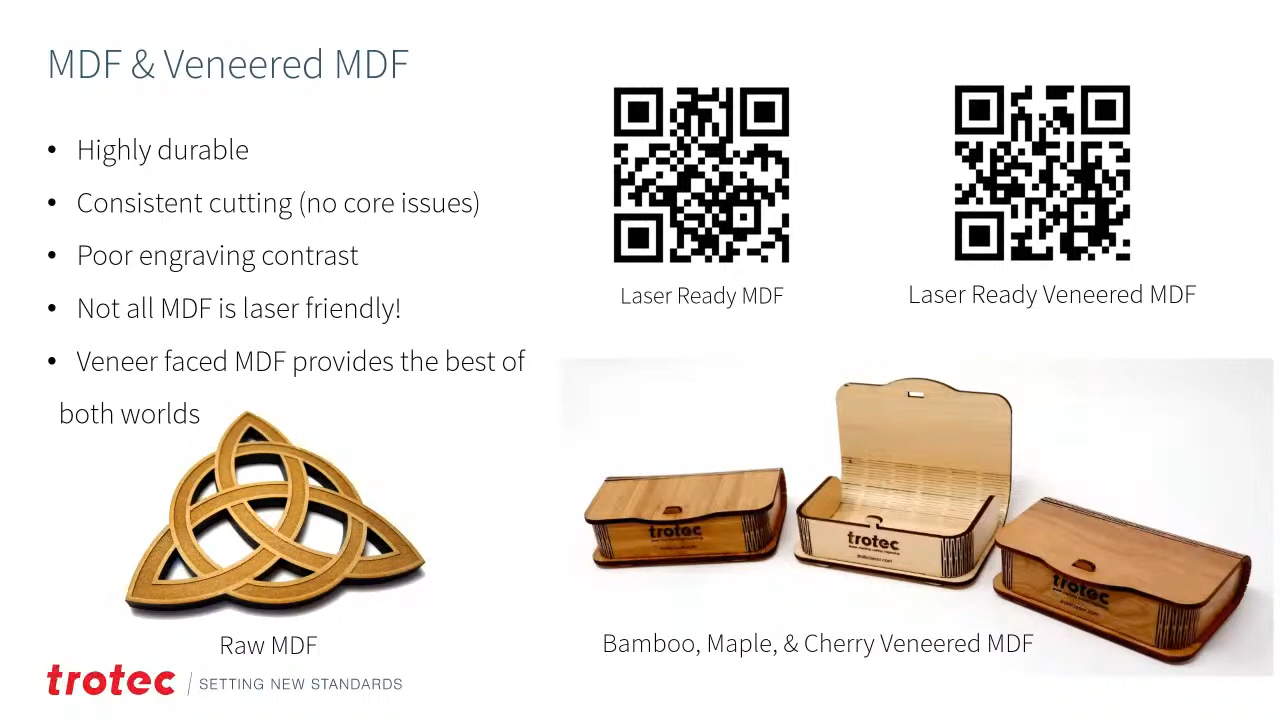 MDF & Veneered MDF
• Highly durable
• Consistent cutting (no core issues)
• Poor engraving contrast
• Not all MDF is laser friendly!
• Veneer faced MDF provides the best of
both worlds
Laser Ready MDF
Laser Ready Veneered MDF
trotec
trotec
trotec
Raw MDF
Bamboo, Maple, & Cherry Veneered MDF
trotec | SETTING NEW STANDARDS